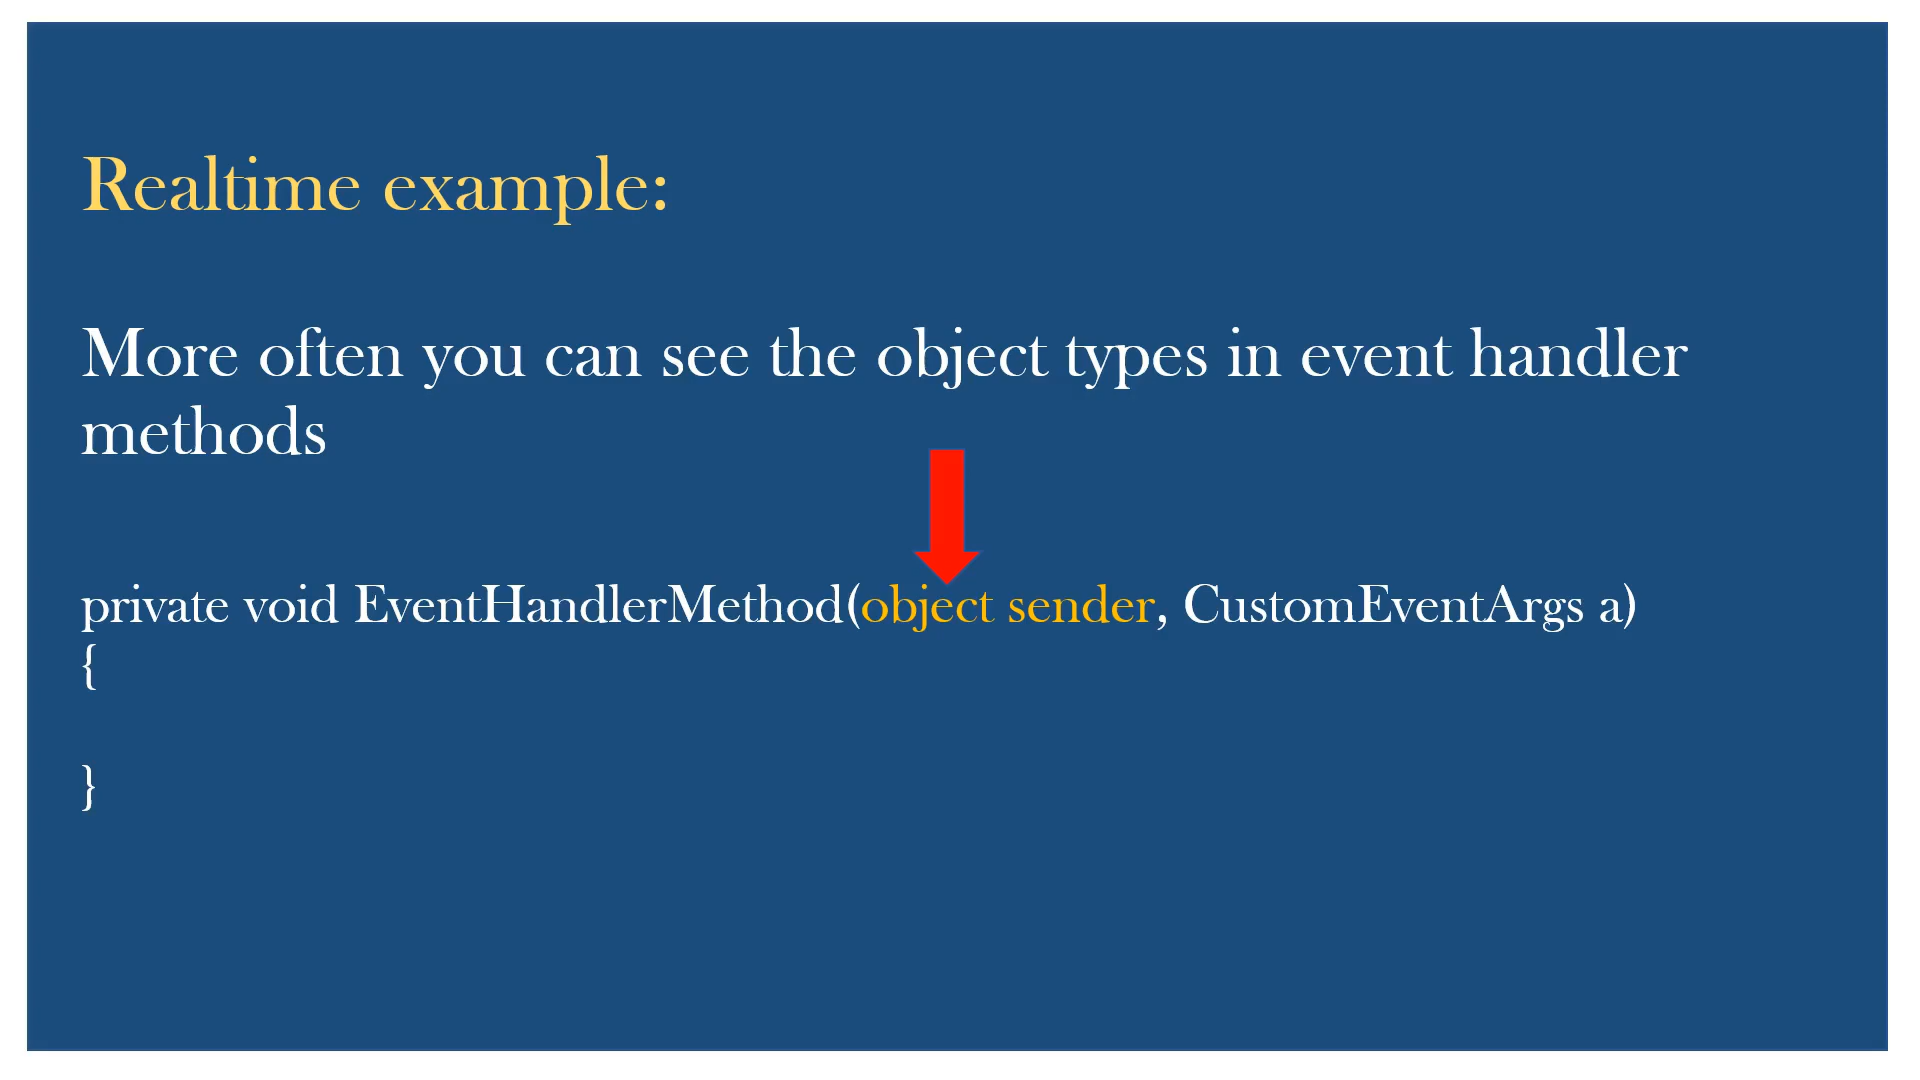 Realtime example:
More often you can see the object types in event handler
methods
private void EventHandlerMethod(object sender, CustomEventArgs a)
{
}